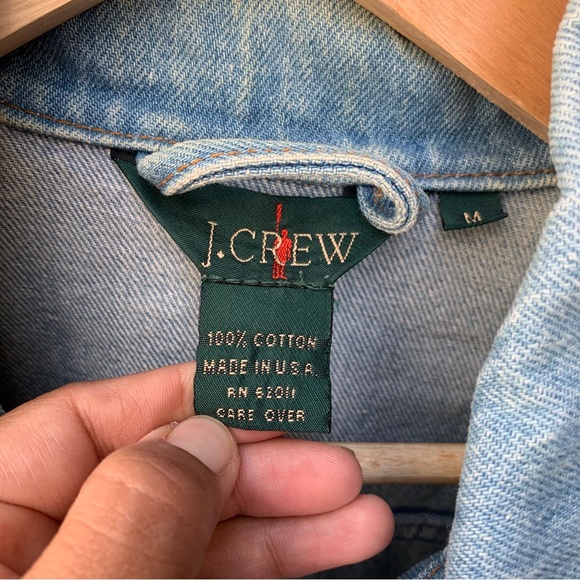 J.CREW
M
100% COTTON
MADE IN U.S.A.
RN 62011
CARE OVER